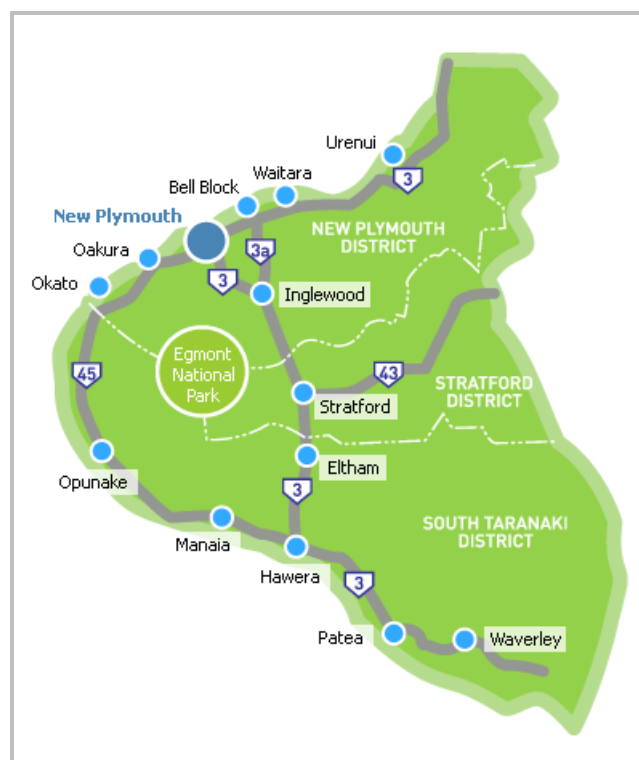 Urenui
3
Waitara
Bell Block
New Plymouth
NEW PLYMOUTH
DISTRICT
Oakura
3a
3
Okato
Inglewood
Egmont
National
Park
45
43
STRATFORD
DISTRICT
Stratford
Eltham
Opunake
3
SOUTH TARANAKI
DISTRICT
Manaia
Hawera
3
Patea
Waverley